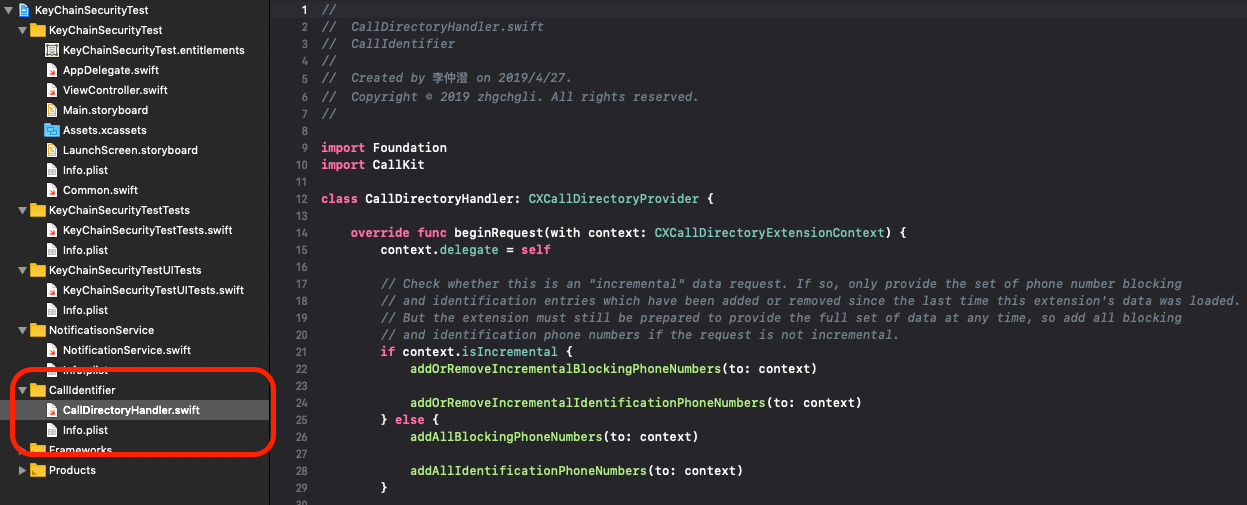 KeyChainSecurityTest
KeyChainSecurityTest
KeyChainSecurityTest.entitlements
AppDelegate.swift
ViewController.swift
Main.storyboard
Assets.xcassets
LaunchScreen.storyboard
Info.plist
Common.swift
KeyChainSecurityTestTests
KeyChainSecurityTestTests.swift
Info.plist
KeyChainSecurityTestUITests
KeyChainSecurityTestUITests.swift
Info.plist
NotificatisonService
NotificationService.swift
Info.plist
CallIdentifier
CallDirectoryHandler.swift
Info.plist
Frameworks
Products
1 //
2 //  CallDirectoryHandler.swift
3 //  CallIdentifier
4 //
5 //  Created by 李仲澄 on 2019/4/27.
6 //  Copyright © 2019 zhgchgli. All rights reserved.
7 //
8
9 import Foundation
10 import CallKit
11
12 class CallDirectoryHandler: CXCallDirectoryProvider {
13
14     override func beginRequest(with context: CXCallDirectoryExtensionContext) {
15         context.delegate = self
16
17         // Check whether this is an "incremental" data request. If so, only provide the set of phone number blocking
18         // and identification entries which have been added or removed since the last time this extension's data was loaded.
19         // But the extension must still be prepared to provide the full set of data at any time, so add all blocking
20         // and identification phone numbers if the request is not incremental.
21         if context.isIncremental {
22             addOrRemoveIncrementalBlockingPhoneNumbers(to: context)
23
24             addOrRemoveIncrementalIdentificationPhoneNumbers(to: context)
25         } else {
26             addAllBlockingPhoneNumbers(to: context)
27
28             addAllIdentificationPhoneNumbers(to: context)
29         }
30